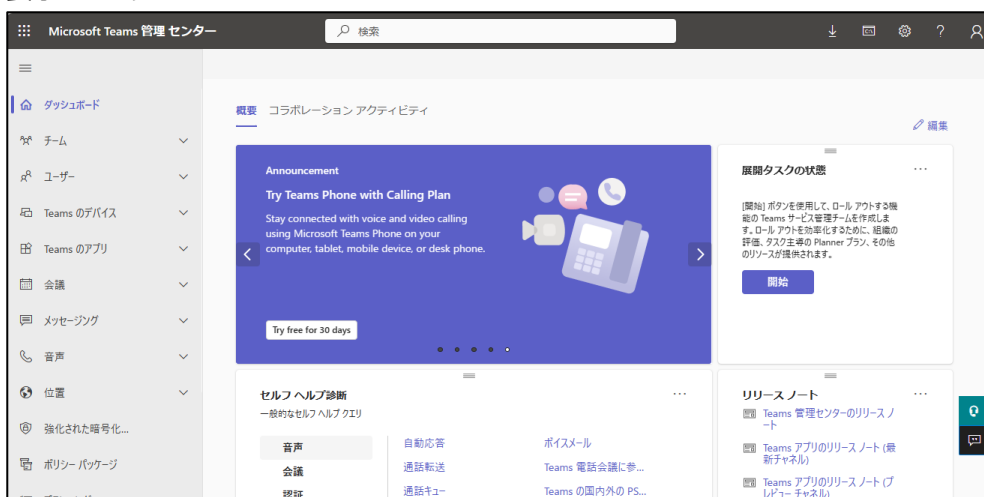 Microsoft Teams 管理 センター
検索
ダッシュボード
チーム
ユーザー
Teams のデバイス
Teams のアプリ
会議
メッセージング
音声
位置
強化された暗号化...
ポリシー パッケージ
概要
コラボレーション アクティビティ
編集
Announcement
Try Teams Phone with Calling Plan
Stay connected with voice and video calling
using Microsoft Teams Phone on your
computer, tablet, mobile device, or desk phone.
Try free for 30 days
展開タスクの状態
[開始] ボタンを使用して、ロール アウトする機
能の Teams サービス管理チームを作成しま
す。ロール アウトを効率化するために、組織の
評価、タスク主導の Planner プラン、その他
のリソースが提供されます。
開始
セルフ ヘルプ診断
一般的なセルフ ヘルプ クエリ
音声
会議
認証
自動応答
通話転送
通話キュー
ボイスメール
Teams 電話会議に参...
Teams の国内外の PS...
リリース ノート
Teams 管理センターのリリース ノ
ート
Teams アプリのリリース ノート (最
新チャネル)
Teams アプリのリリース ノート (プ
レビュー チャネル)